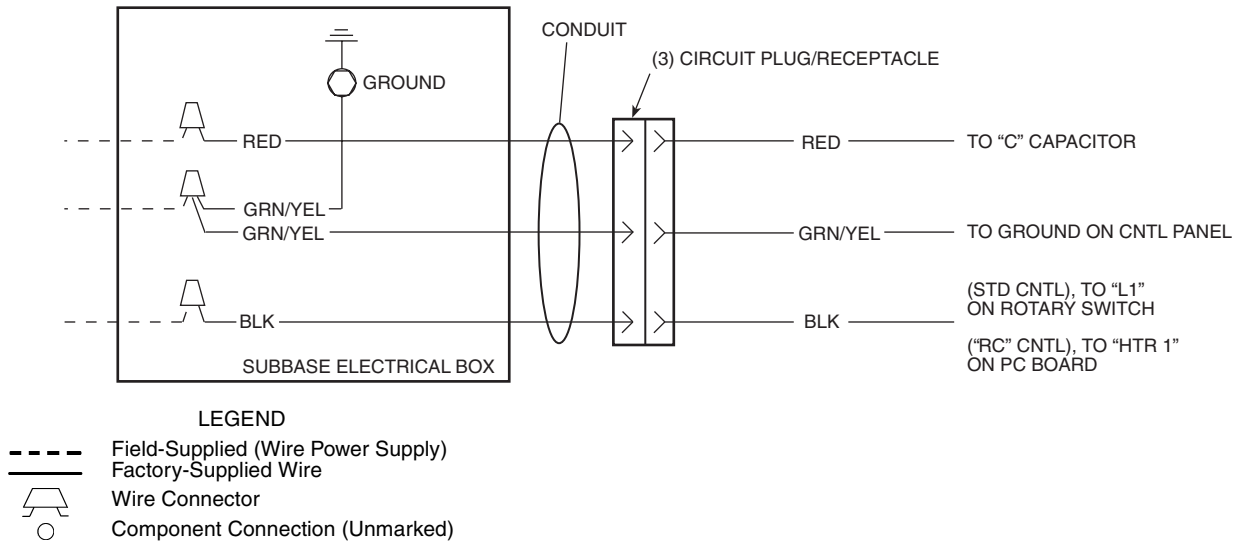 CONDUIT
(3) CIRCUIT PLUG/RECEPTACLE
GROUND
RED
RED
TO “C” CAPACITOR
GRN/YEL
GRN/YEL
GRN/YEL
TO GROUND ON CNTL PANEL
(STD CNTL), TO “L1”
ON ROTARY SWITCH
BLK
BLK
(“RC” CNTL), TO “HTR 1”
ON PC BOARD
SUBBASE ELECTRICAL BOX
LEGEND
Field-Supplied (Wire Power Supply)
Factory-Supplied Wire
Wire Connector
Component Connection (Unmarked)